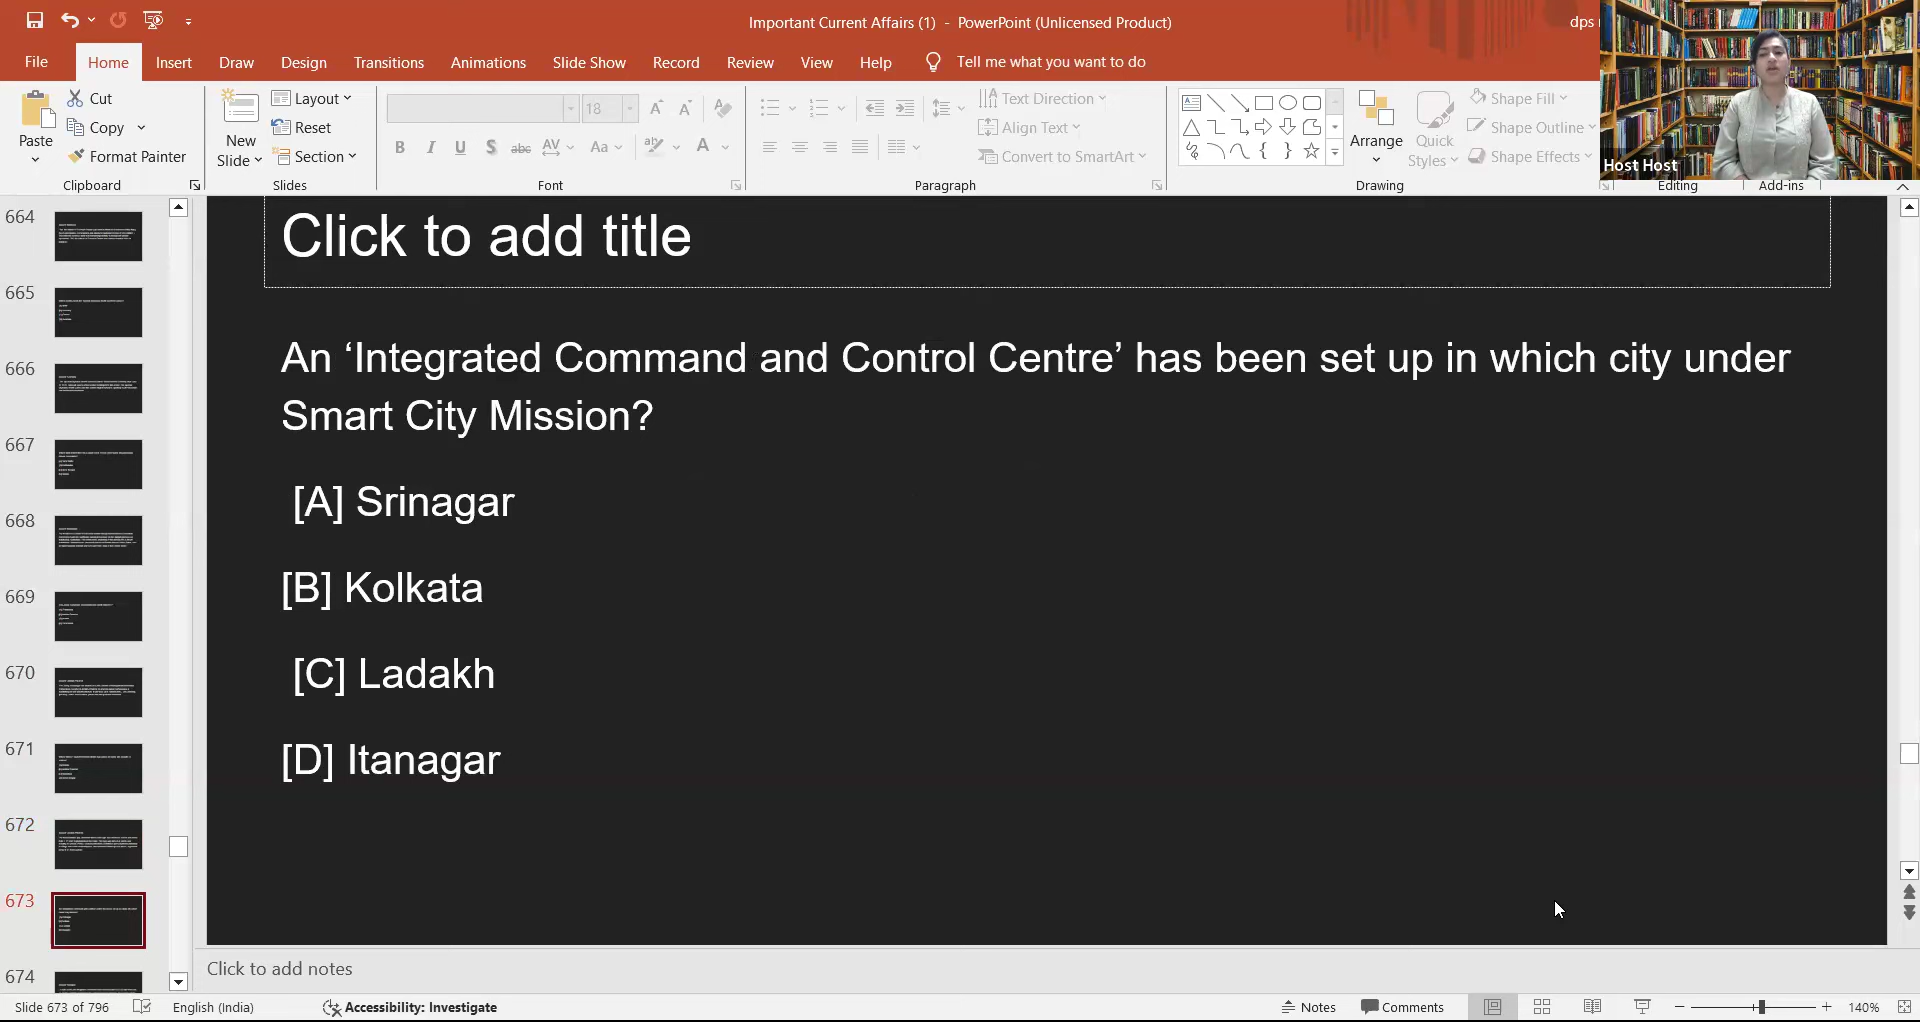 Important Current Affairs (1) - PowerPoint (Unlicensed Product)
dps
File
Home
Insert
Draw
Design
Transitions
Animations
Slide Show
Record
Review
View
Help
Tell me what you want to do
Paste
Cut
Copy
Format Painter
Clipboard
New
Slide
Layout
Reset
Section
Slides
18
B I U S abc AV Aa A
Font
Text Direction
Align Text
Convert to SmartArt
Paragraph
Arrange
Quick
Styles
Shape Fill
Shape Outline
Shape Effects
Drawing
Editing
Add-ins
Host Host
664
665
666
667
668
669
670
671
672
673
674
Click to add title
An ‘Integrated Command and Control Centre’ has been set up in which city under
Smart City Mission?
[A] Srinagar
[B] Kolkata
[C] Ladakh
[D] Itanagar
Click to add notes
Slide 673 of 796
English (India)
Accessibility: Investigate
Notes
Comments
140%